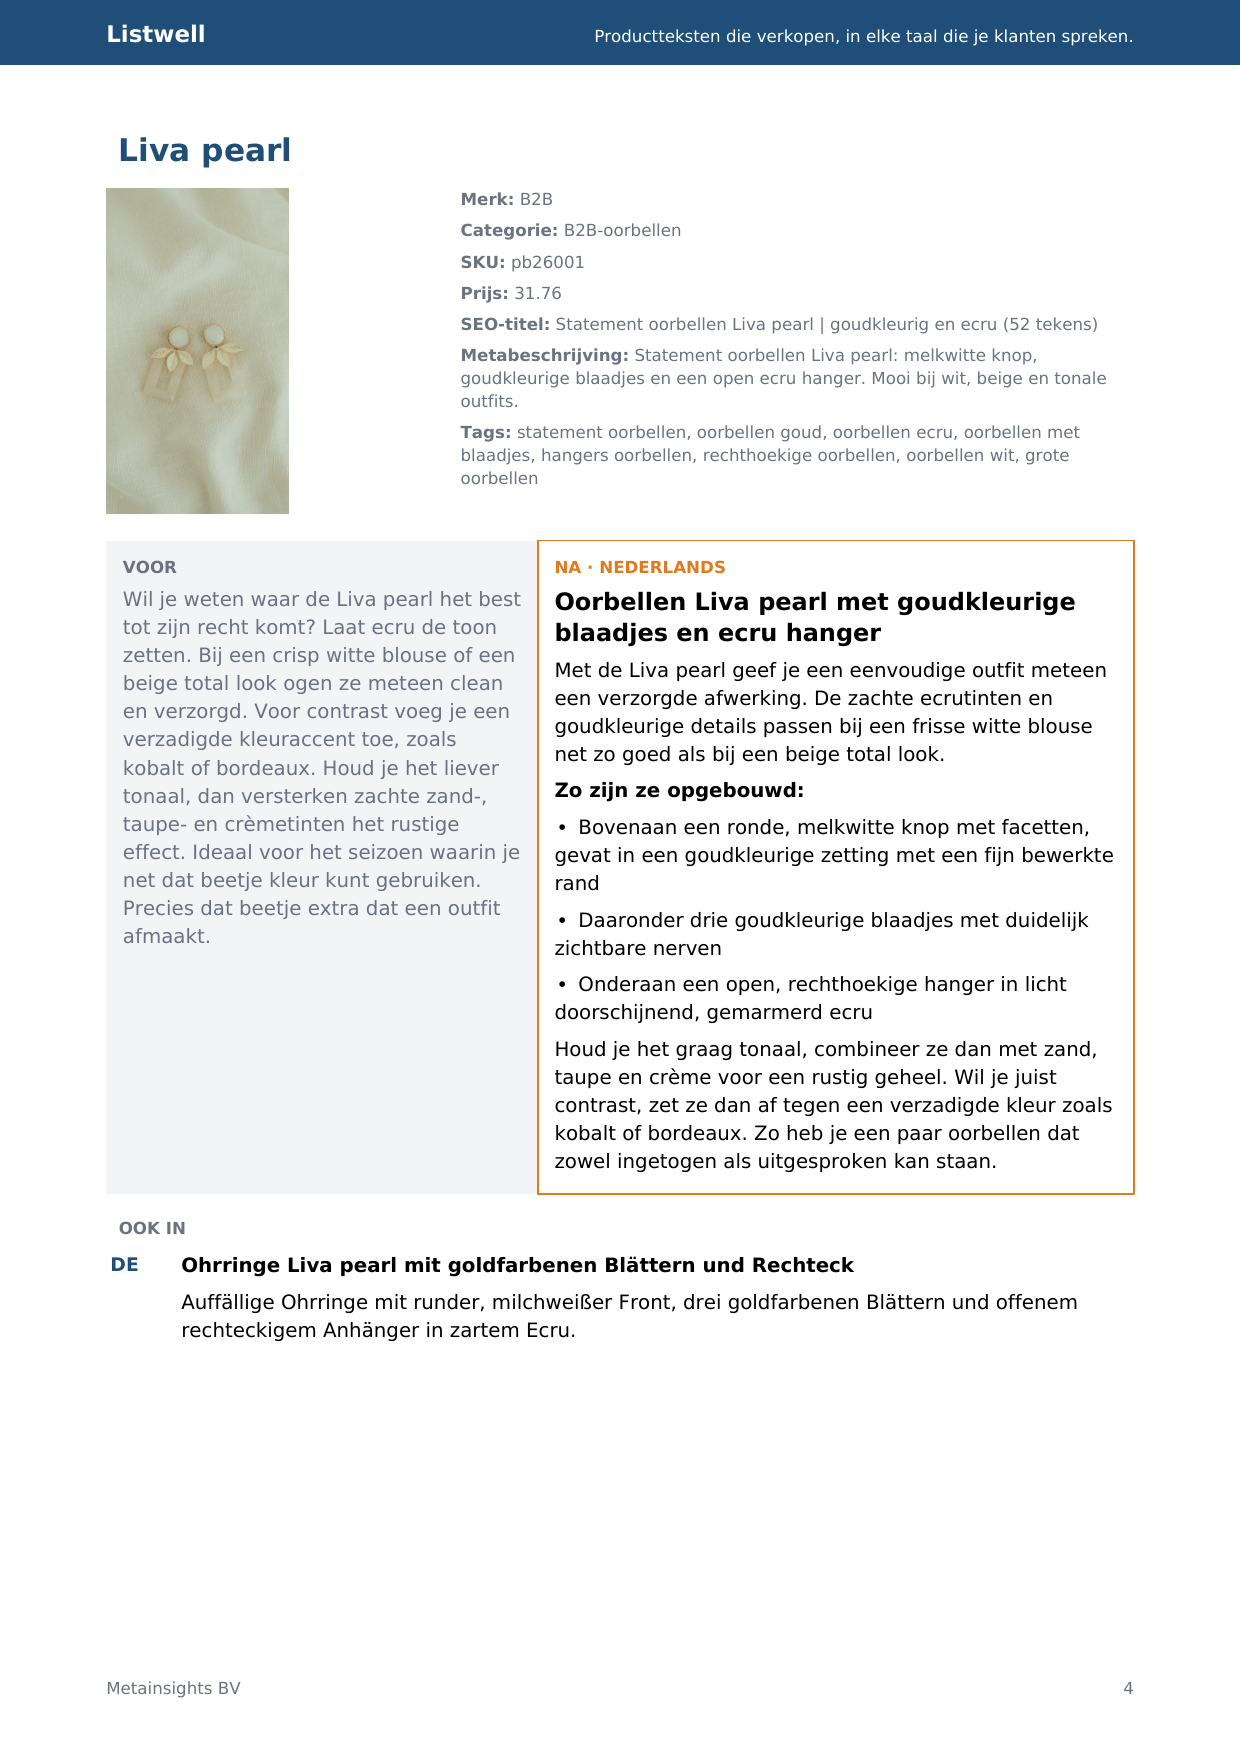 Listwell
Productteksten die verkopen, in elke taal die je klanten spreken.
Liva pearl
Merk: B2B
Categorie: B2B-oorbellen
SKU: pb26001
Prijs: 31.76
SEO-titel: Statement oorbellen Liva pearl | goudkleurig en ecru (52 tekens)
Metabeschrijving: Statement oorbellen Liva pearl: melkwitte knop,
goudkleurige blaadjes en een open ecru hanger. Mooi bij wit, beige en tonale
outfits.
Tags: statement oorbellen, oorbellen goud, oorbellen ecru, oorbellen met
blaadjes, hangers oorbellen, rechthoekige oorbellen, oorbellen wit, grote
oorbellen
VOOR
Wil je weten waar de Liva pearl het best
tot zijn recht komt? Laat ecru de toon
zetten. Bij een crisp witte blouse of een
beige total look ogen ze meteen clean
en verzorgd. Voor contrast voeg je een
verzadigde kleuraccent toe, zoals
kobalt of bordeaux. Houd je het liever
tonaal, dan versterken zachte zand-,
taupe- en crèmetinten het rustige
effect. Ideaal voor het seizoen waarin je
net dat beetje kleur kunt gebruiken.
Precies dat beetje extra dat een outfit
afmaakt.
NA · NEDERLANDS
Oorbellen Liva pearl met goudkleurige
blaadjes en ecru hanger
Met de Liva pearl geef je een eenvoudige outfit meteen
een verzorgde afwerking. De zachte ecrutinten en
goudkleurige details passen bij een frisse witte blouse
net zo goed als bij een beige total look.
Zo zijn ze opgebouwd:
• Bovenaan een ronde, melkwitte knop met facetten,
gevat in een goudkleurige zetting met een fijn bewerkte
rand
• Daaronder drie goudkleurige blaadjes met duidelijk
zichtbare nerven
• Onderaan een open, rechthoekige hanger in licht
doorschijnend, gemarmerd ecru
Houd je het graag tonaal, combineer ze dan met zand,
taupe en crème voor een rustig geheel. Wil je juist
contrast, zet ze dan af tegen een verzadigde kleur zoals
kobalt of bordeaux. Zo heb je een paar oorbellen dat
zowel ingetogen als uitgesproken kan staan.
OOK IN
DE
Ohrringe Liva pearl mit goldfarbenen Blättern und Rechteck
Auffällige Ohrringe mit runder, milchweißer Front, drei goldfarbenen Blättern und offenem
rechteckigem Anhänger in zartem Ecru.
Metainsights BV
4